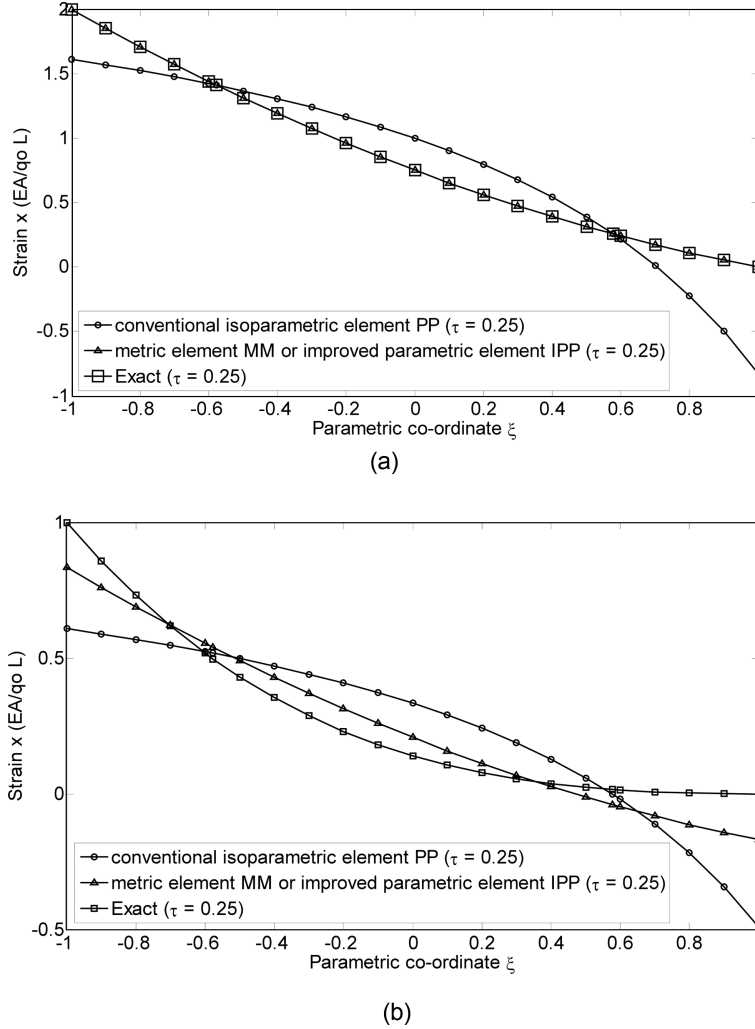 2
1.5
1
0.5
0
-0.5
-1
Strain x (EA/qo L)
conventional isoparametric element PP (τ = 0.25)
metric element MM or improved parametric element IPP (τ = 0.25)
Exact (τ = 0.25)
-1 -0.8 -0.6 -0.4 -0.2 0 0.2 0.4 0.6 0.8
Parametric co-ordinate ξ
(a)
1
0.5
0
-0.5
Strain x (EA/qo L)
conventional isoparametric element PP (τ = 0.25)
metric element MM or improved parametric element IPP (τ = 0.25)
Exact (τ = 0.25)
-1 -0.8 -0.6 -0.4 -0.2 0 0.2 0.4 0.6 0.8
Parametric co-ordinate ξ
(b)